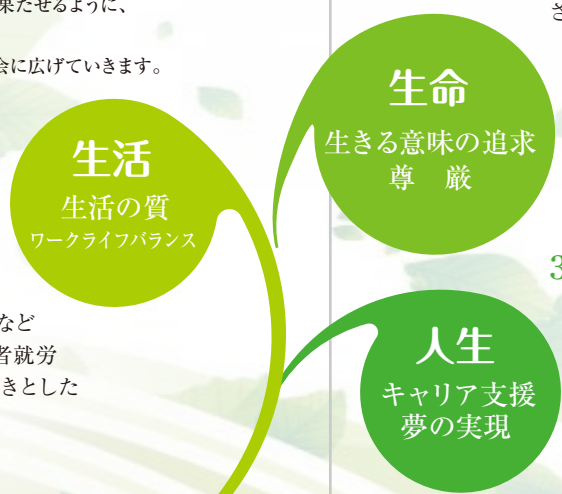 果たせるように、
会に広げていきます。
生活
生活の質
ワークライフバランス
生命
生きる意味の追求
尊　厳
など
者就労
きとした
人生
キャリア支援
夢の実現
3